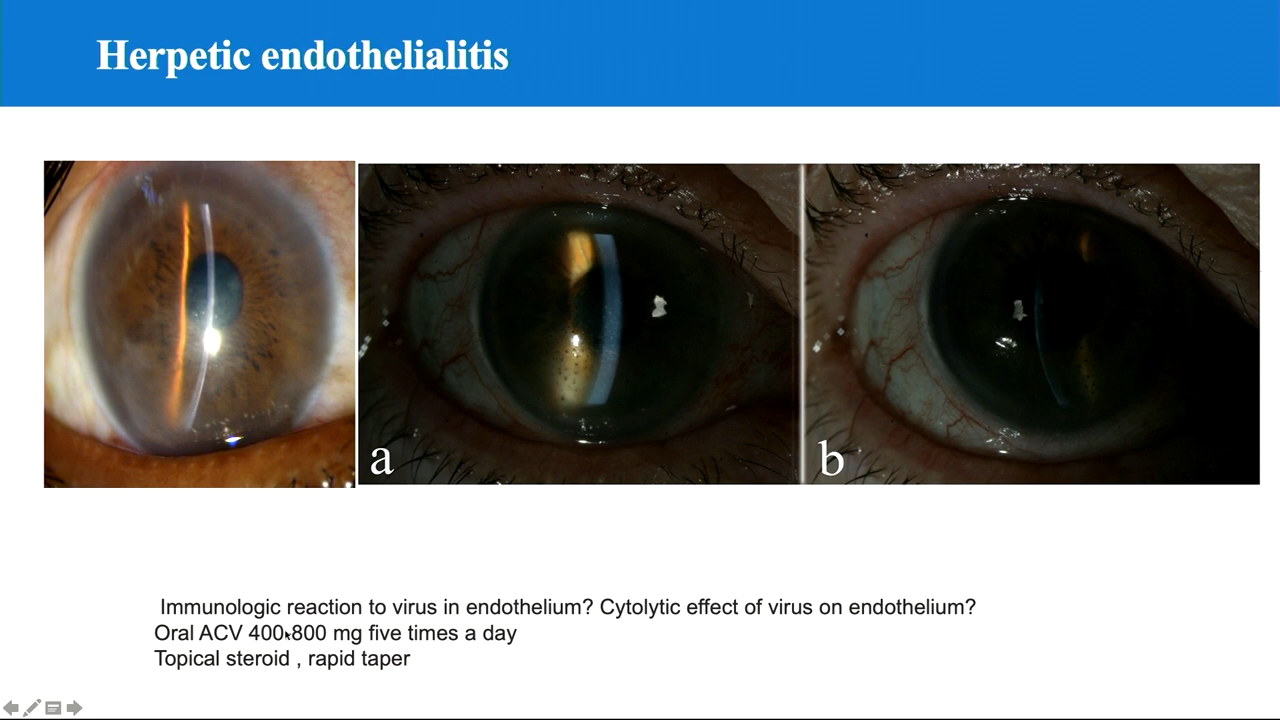 Herpetic endothelialitis
a
b
Immunologic reaction to virus in endothelium? Cytolytic effect of virus on endothelium?
Oral ACV 400-800 mg five times a day
Topical steroid , rapid taper